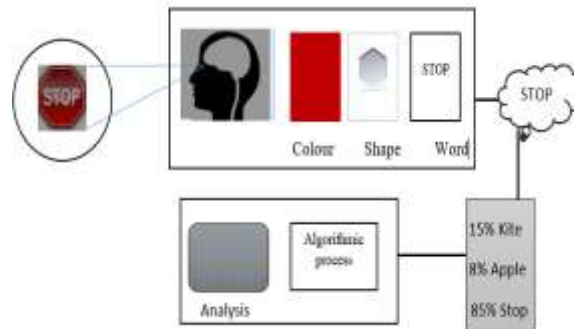 STOP
STOP
Colour Shape Word
STOP
Algorithmic
process
Analysis
15% Kite
8% Apple
85% Stop